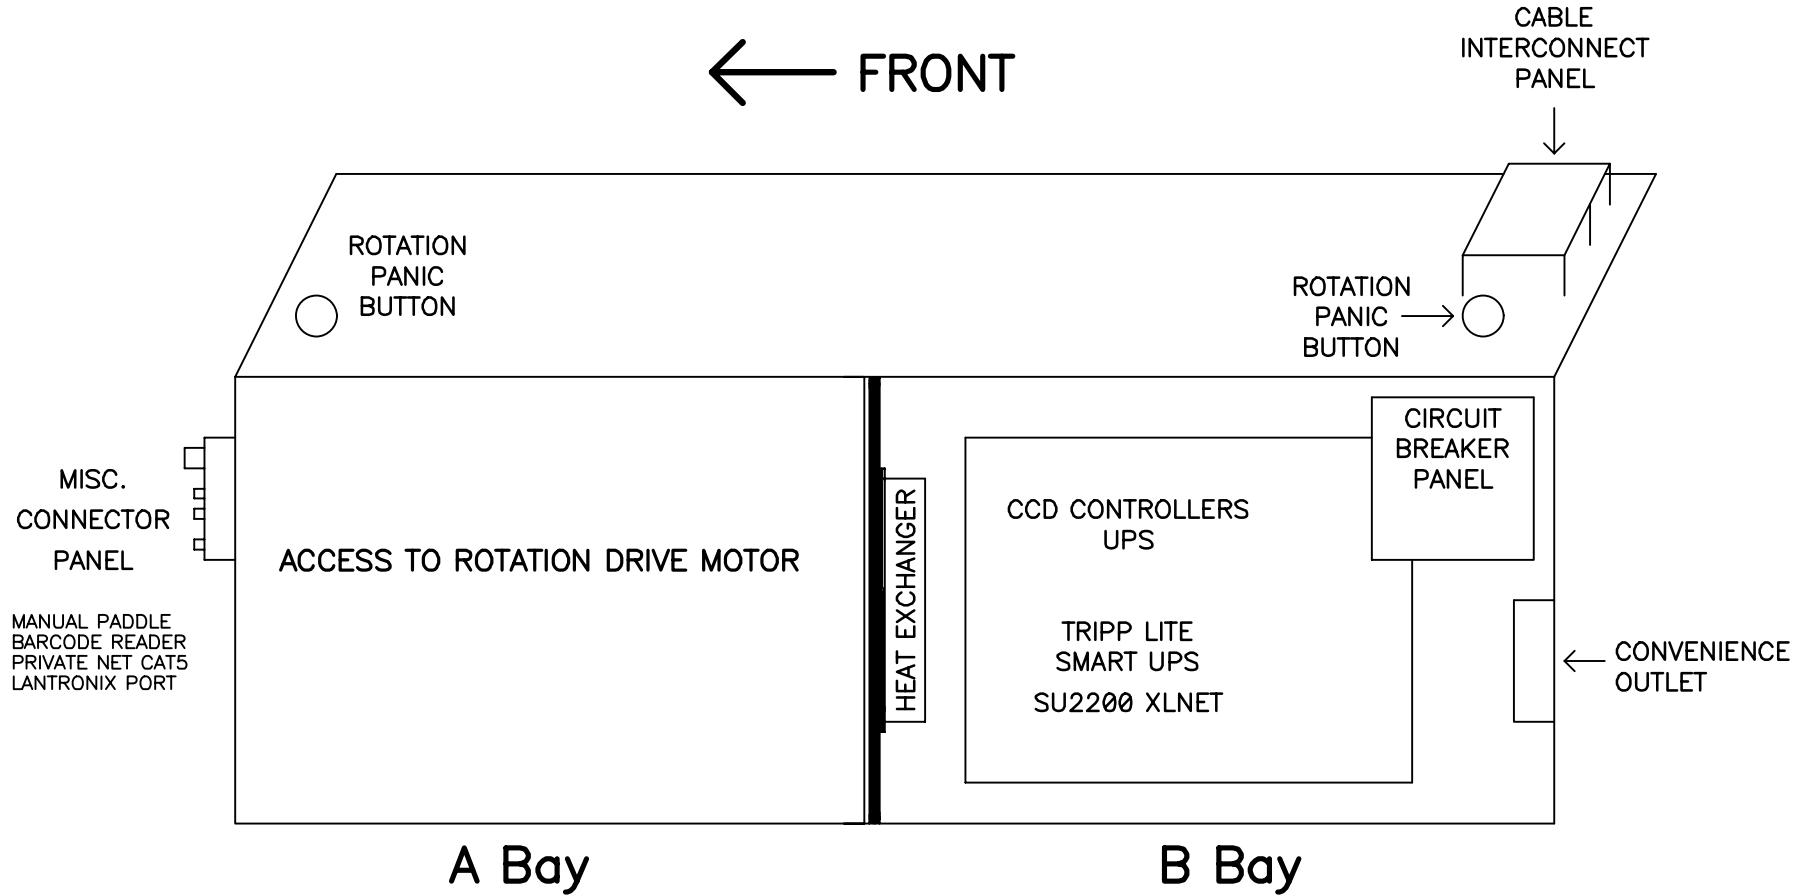 FRONT
CABLE
INTERCONNECT
PANEL
ROTATION
PANIC
BUTTON
ROTATION
PANIC
BUTTON
MISC.
CONNECTOR
PANEL
MANUAL PADDLE
BARCODE READER
PRIVATE NET CAT5
LANTRONIX PORT
ACCESS TO ROTATION DRIVE MOTOR
HEAT EXCHANGER
CCD CONTROLLERS
UPS
TRIPP LITE
SMART UPS
SU2200 XLNET
CIRCUIT
BREAKER
PANEL
CONVENIENCE
OUTLET
A Bay
B Bay